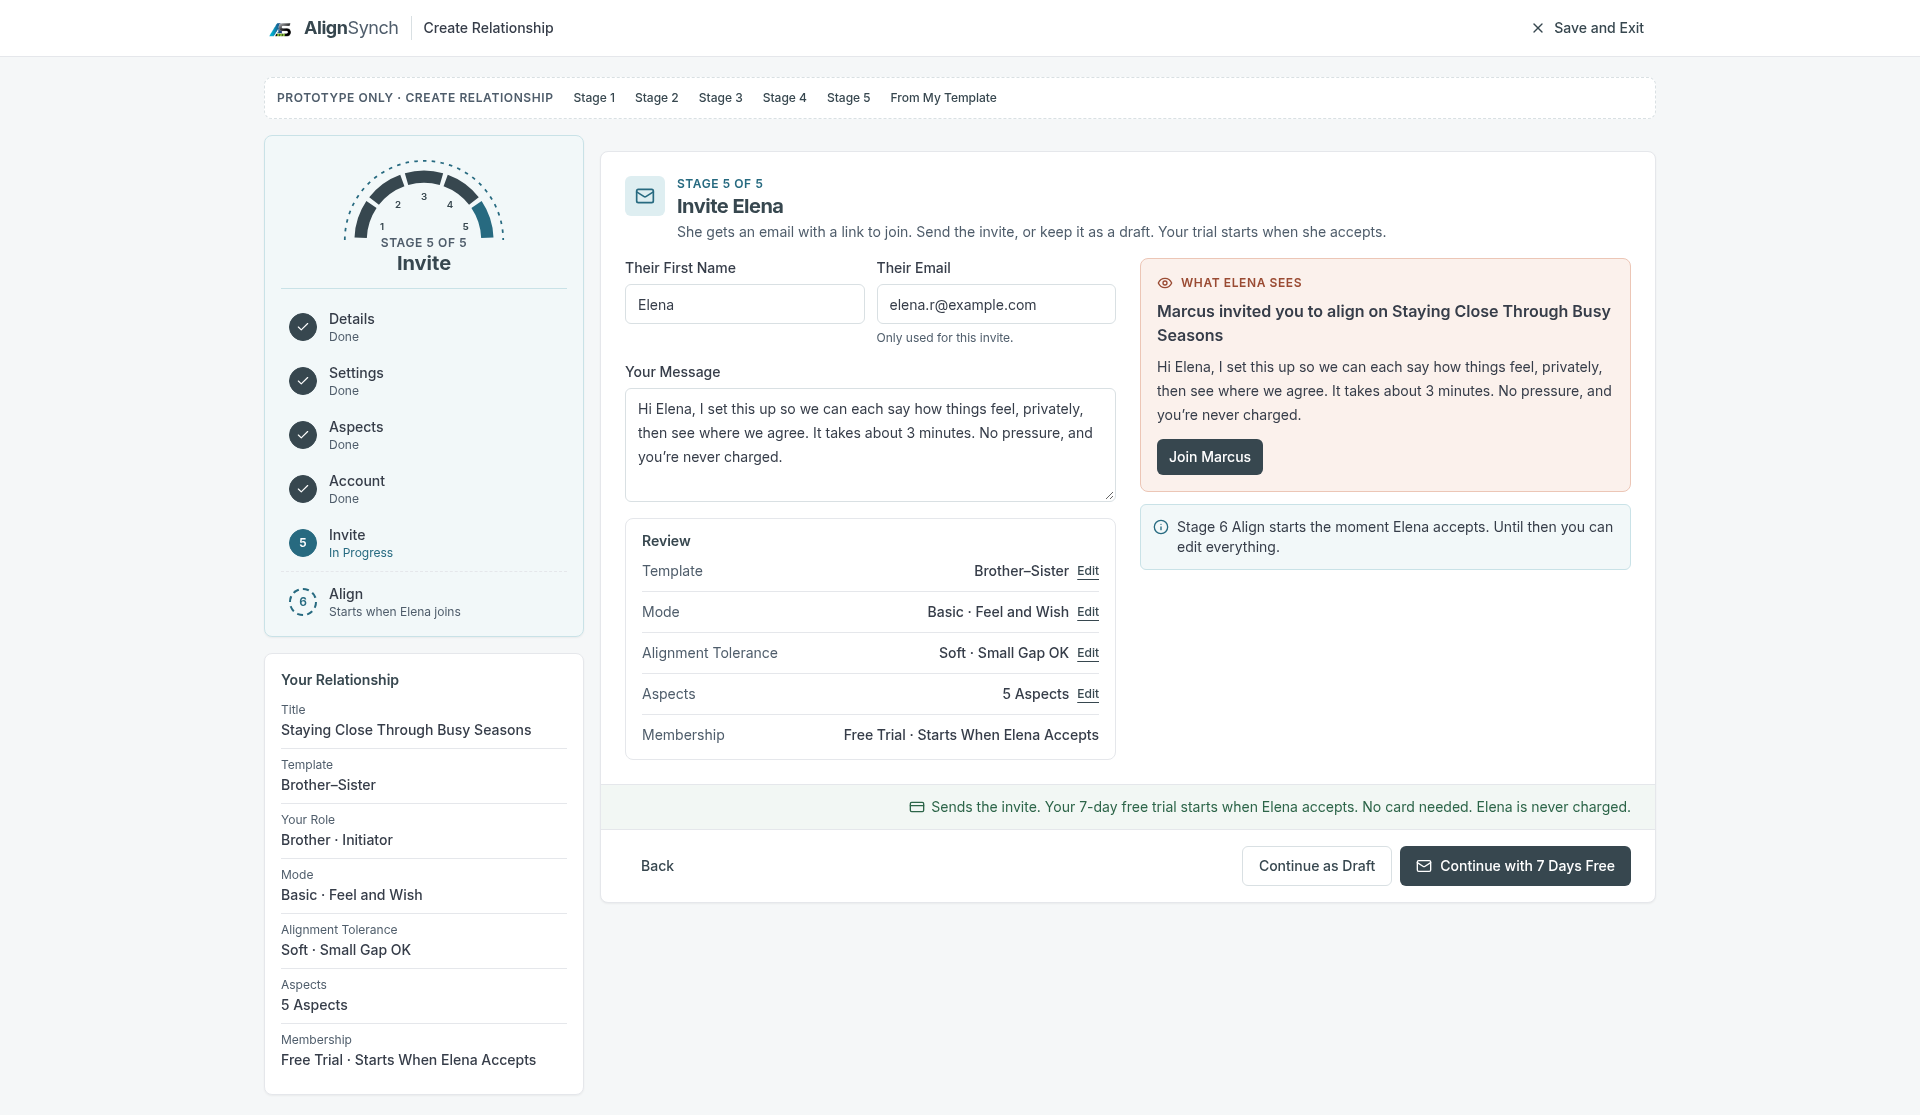 AlignSynch
Create Relationship
Save and Exit
PROTOTYPE ONLY · CREATE RELATIONSHIP
Stage 1
Stage 2
Stage 3
Stage 4
Stage 5
From My Template
1
2
3
4
5
STAGE 5 OF 5
Invite
Details
Done
Settings
Done
Aspects
Done
Account
Done
5
Invite
In Progress
6
Align
Starts when Elena joins
Your Relationship
Title
Staying Close Through Busy Seasons
Template
Brother–Sister
Your Role
Brother · Initiator
Mode
Basic · Feel and Wish
Alignment Tolerance
Soft · Small Gap OK
Aspects
5 Aspects
Membership
Free Trial · Starts When Elena Accepts
STAGE 5 OF 5
Invite Elena
She gets an email with a link to join. Send the invite, or keep it as a draft. Your trial starts when she accepts.
Their First Name
Elena
Their Email
elena.r@example.com
Only used for this invite.
Your Message
Hi Elena, I set this up so we can each say how things feel, privately,
then see where we agree. It takes about 3 minutes. No pressure, and
you’re never charged.
Review
Template
Brother–Sister
Edit
Mode
Basic · Feel and Wish
Edit
Alignment Tolerance
Soft · Small Gap OK
Edit
Aspects
5 Aspects
Edit
Membership
Free Trial · Starts When Elena Accepts
WHAT ELENA SEES
Marcus invited you to align on Staying Close Through Busy
Seasons
Hi Elena, I set this up so we can each say how things feel, privately,
then see where we agree. It takes about 3 minutes. No pressure, and
you’re never charged.
Join Marcus
Stage 6 Align starts the moment Elena accepts. Until then you can
edit everything.
Sends the invite. Your 7-day free trial starts when Elena accepts. No card needed. Elena is never charged.
Back
Continue as Draft
Continue with 7 Days Free